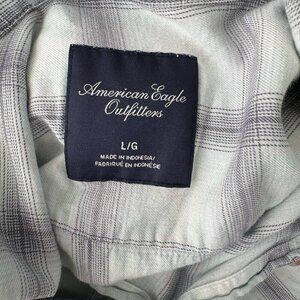 American Eagle
Outfitters
L/G
MADE IN INDONESIA/
FABRIQUÉ EN INDONÉSIE